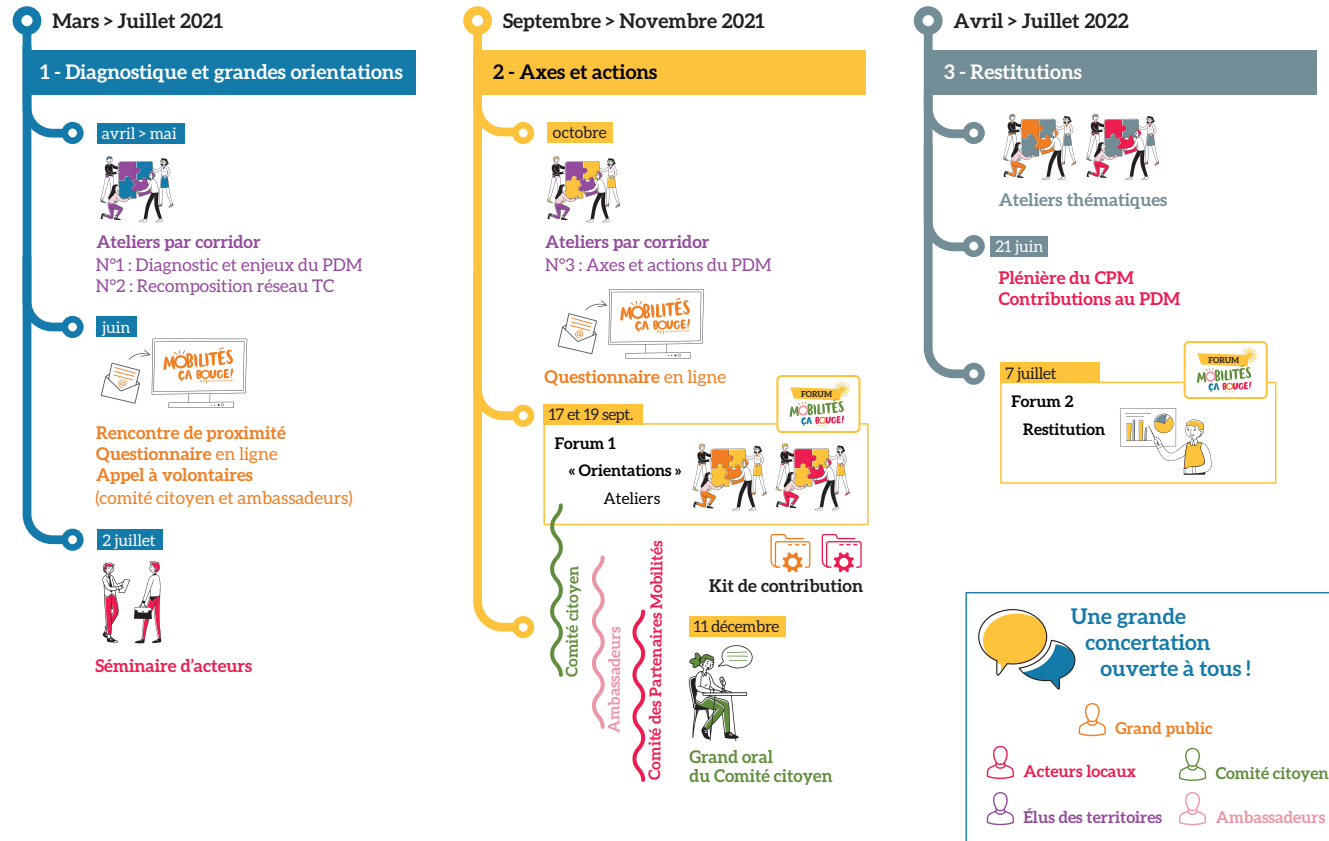 Mars > Juillet 2021
1 - Diagnostique et grandes orientations
avril > mai
Ateliers par corridor
N°1 : Diagnostic et enjeux du PDM
N°2 : Recomposition réseau TC
juin
@
MOBILITÉS
ÇA BOUGE!
Rencontre de proximité
Questionnaire en ligne
Appel à volontaires
(comité citoyen et ambassadeurs)
2 juillet
Séminaire d'acteurs
Septembre > Novembre 2021
2 - Axes et actions
octobre
Ateliers par corridor
N°3 : Axes et actions du PDM
@
MOBILITÉS
ÇA BOUGE!
Questionnaire en ligne
17 et 19 sept.
FORUM
MOBILITÉS
ÇA BOUGE!
Forum 1
« Orientations »
Ateliers
Kit de contribution
Comité citoyen
Ambassadeurs
Comité des Partenaires Mobilités
11 décembre
Grand oral
du Comité citoyen
Avril > Juillet 2022
3 - Restitutions
Ateliers thématiques
21 juin
Plénière du CPM
Contributions au PDM
7 juillet
FORUM
MOBILITÉS
ÇA BOUGE!
Forum 2
Restitution
Une grande
concertation
ouverte à tous !
Grand public
Acteurs locaux
Comité citoyen
Élus des territoires
Ambassadeurs